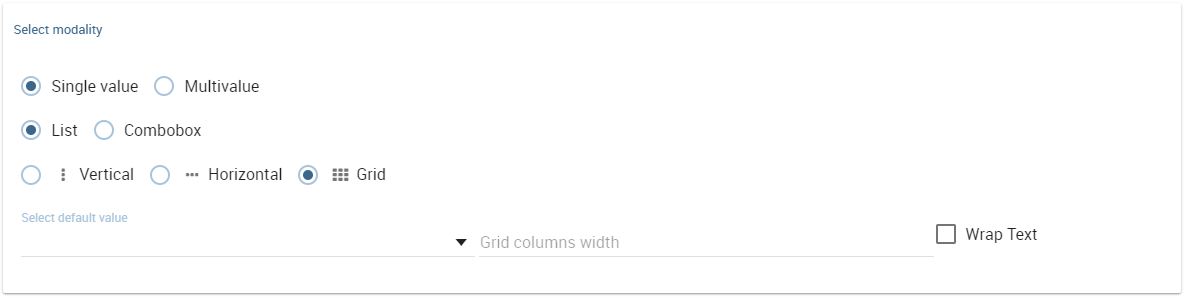 Select modality
Single value Multivalue
List Combobox
Vertical Horizontal Grid
Select default value
Grid columns width Wrap Text